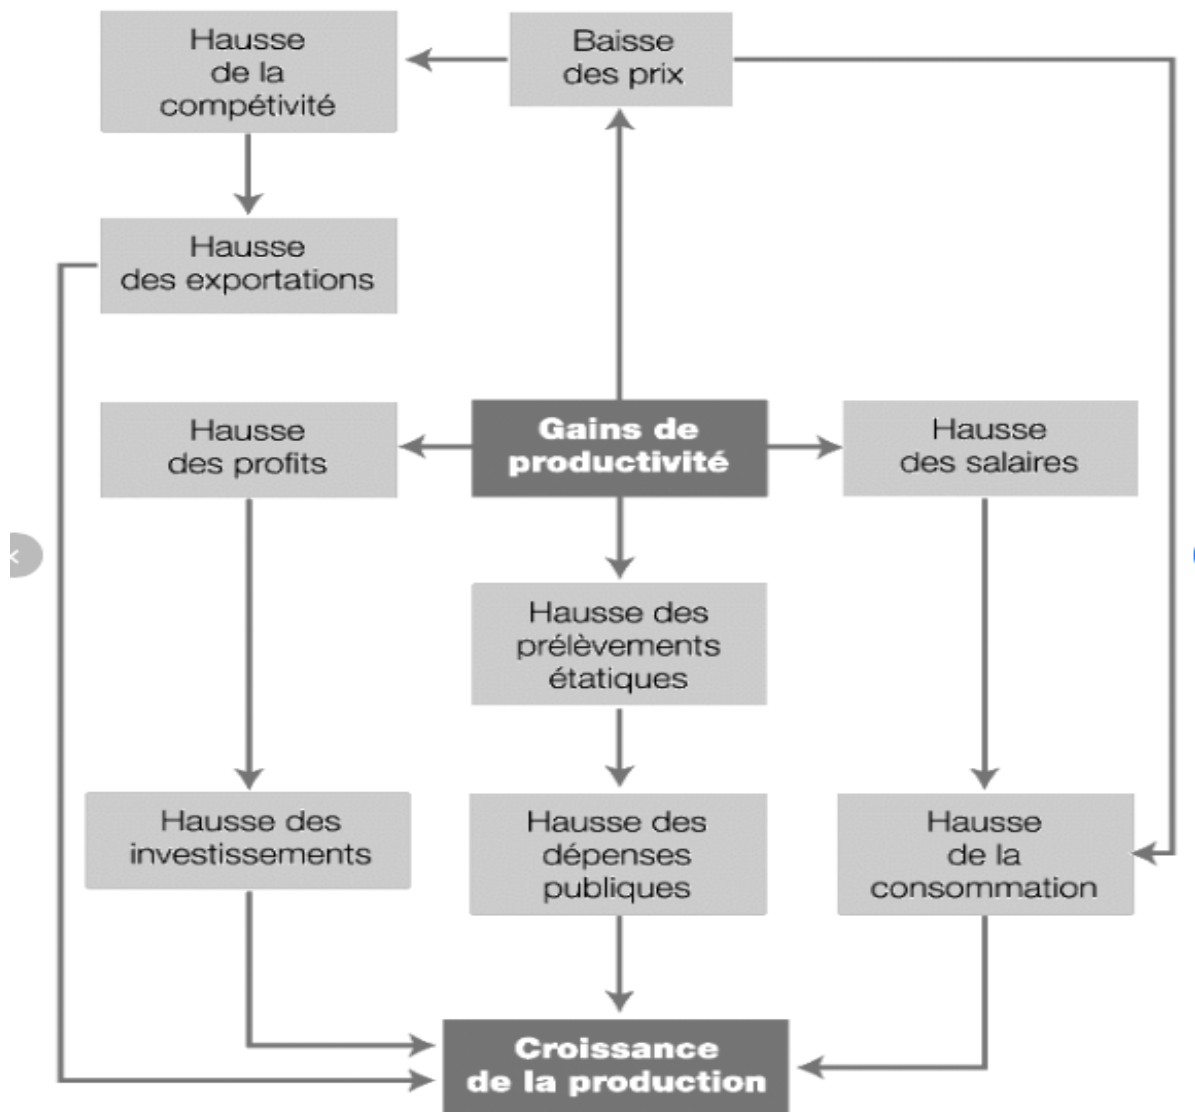 Hausse
de la
compétivité
Baisse
des prix
Hausse
des exportations
Hausse
des profits
Gains de
productivité
Hausse
des salaires
Hausse des
prélèvements
étatiques
Hausse des
investissements
Hausse des
dépenses
publiques
Hausse
de la
consommation
Croissance
de la production